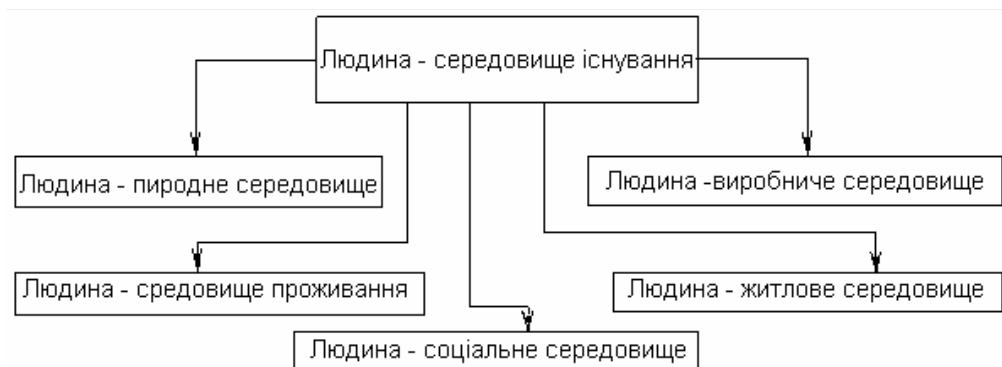 Людина - середовище існування
Людина - пиродне середовище
Людина -виробниче середовище
Людина - средовище проживання
Людина - житлове середовище
Людина - соціальне середовище